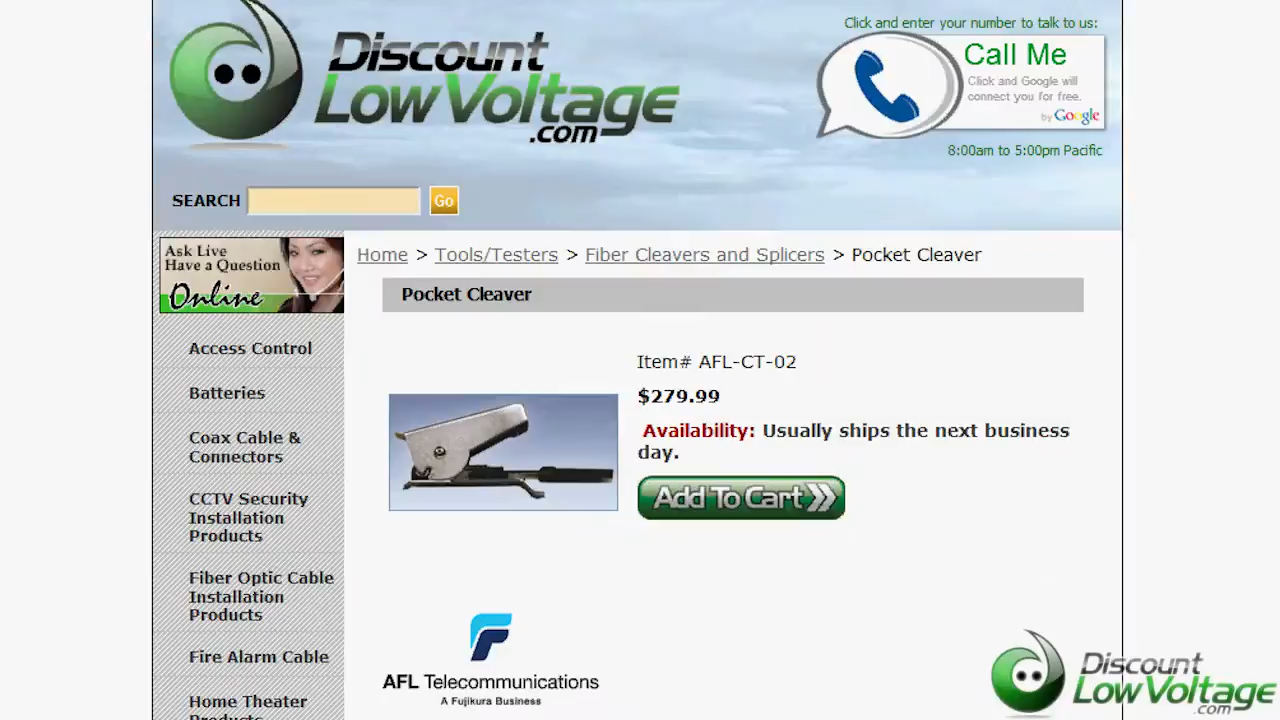 Click and enter your number to talk to us:
Discount
LowVoltage
.com
Call Me
Click and Google will
connect you for free.
by Google
8:00am to 5:00pm Pacific
SEARCH
Go
Ask Live
Have a Question
Online
Home > Tools/Testers > Fiber Cleavers and Splicers > Pocket Cleaver
Pocket Cleaver
Access Control
Batteries
Coax Cable &
Connectors
CCTV Security
Installation
Products
Fiber Optic Cable
Installation
Products
Fire Alarm Cable
Home Theater
Products
Item# AFL-CT-02
$279.99
Availability: Usually ships the next business
day.
Add To Cart
AFL Telecommunications
A Fujikura Business
Discount
LowVoltage
.com